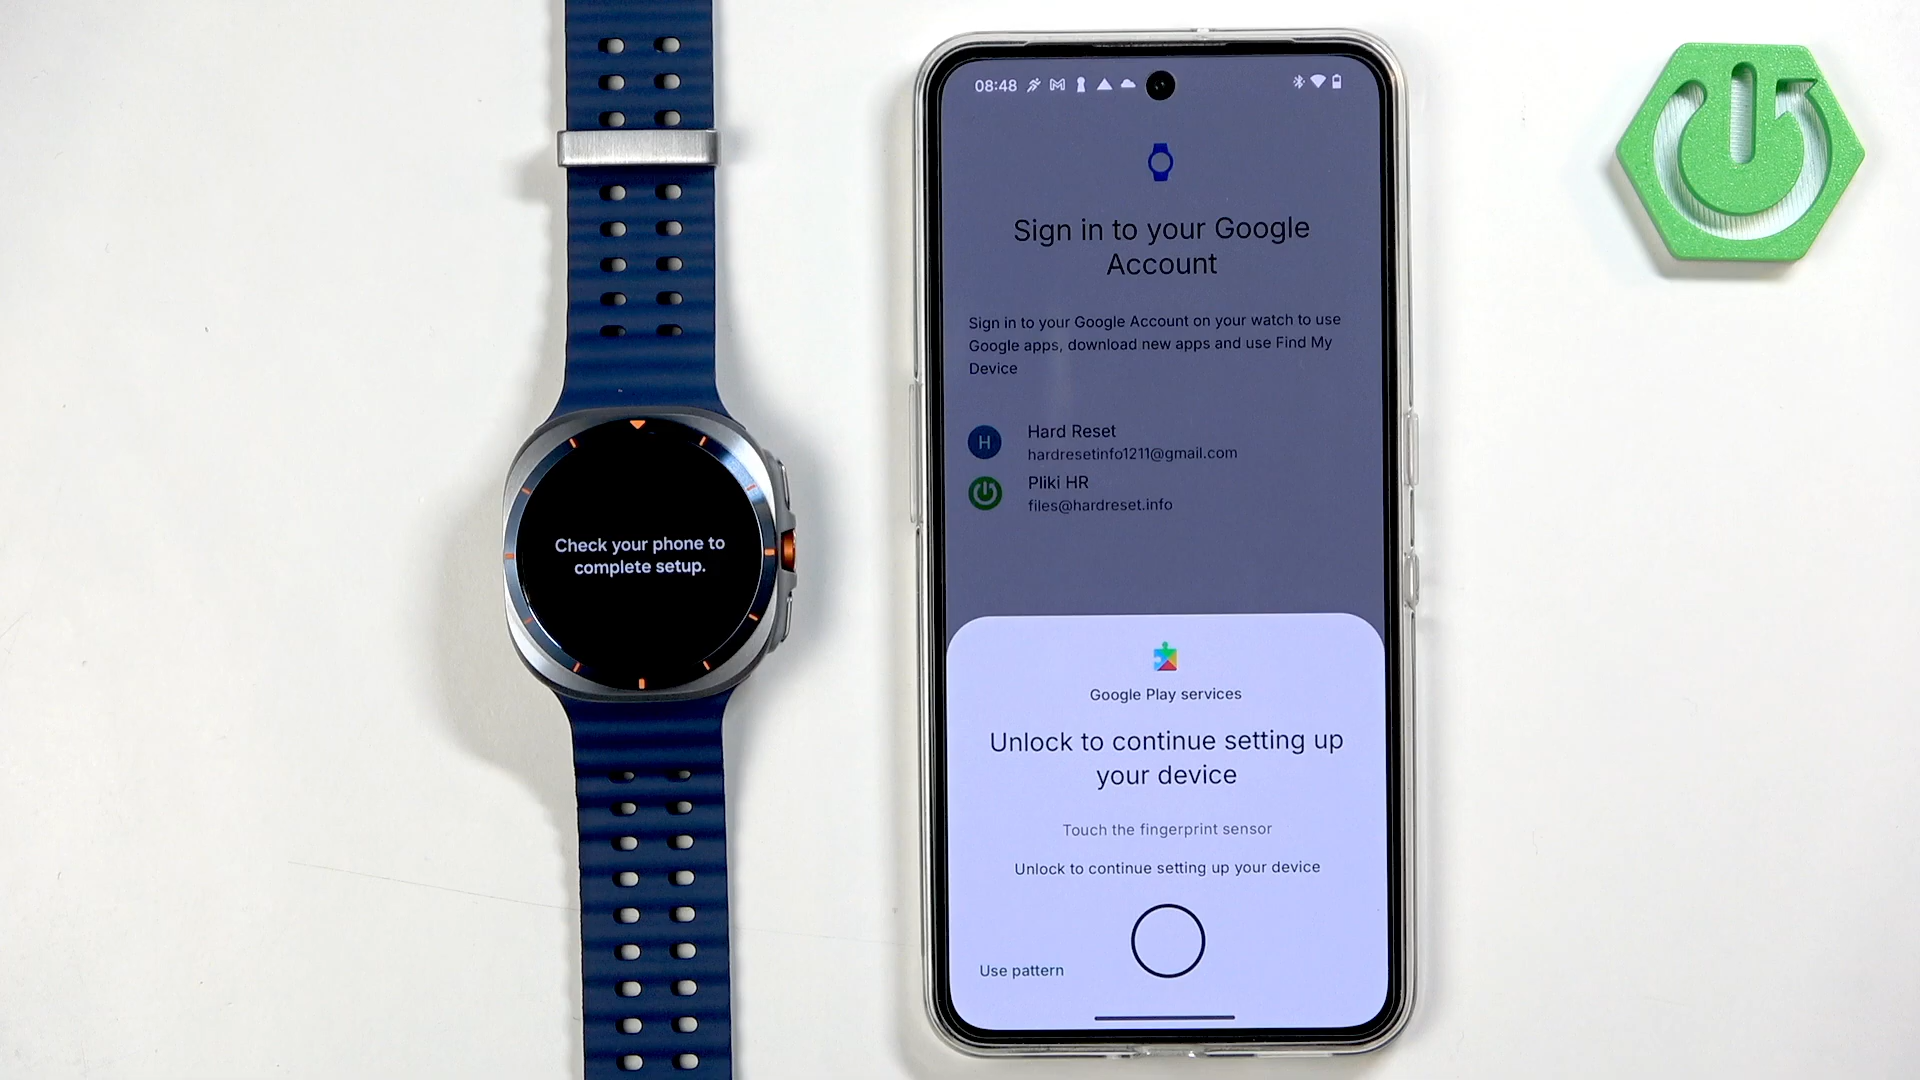 Check your phone to
complete setup.
08:48
Sign in to your Google
Account
Sign in to your Google Account on your watch to use
Google apps, download new apps and use Find My
Device
H
Hard Reset
hardresetinfo1211@gmail.com
Pliki HR
files@hardreset.info
Google Play services
Unlock to continue setting up
your device
Touch the fingerprint sensor
Unlock to continue setting up your device
Use pattern